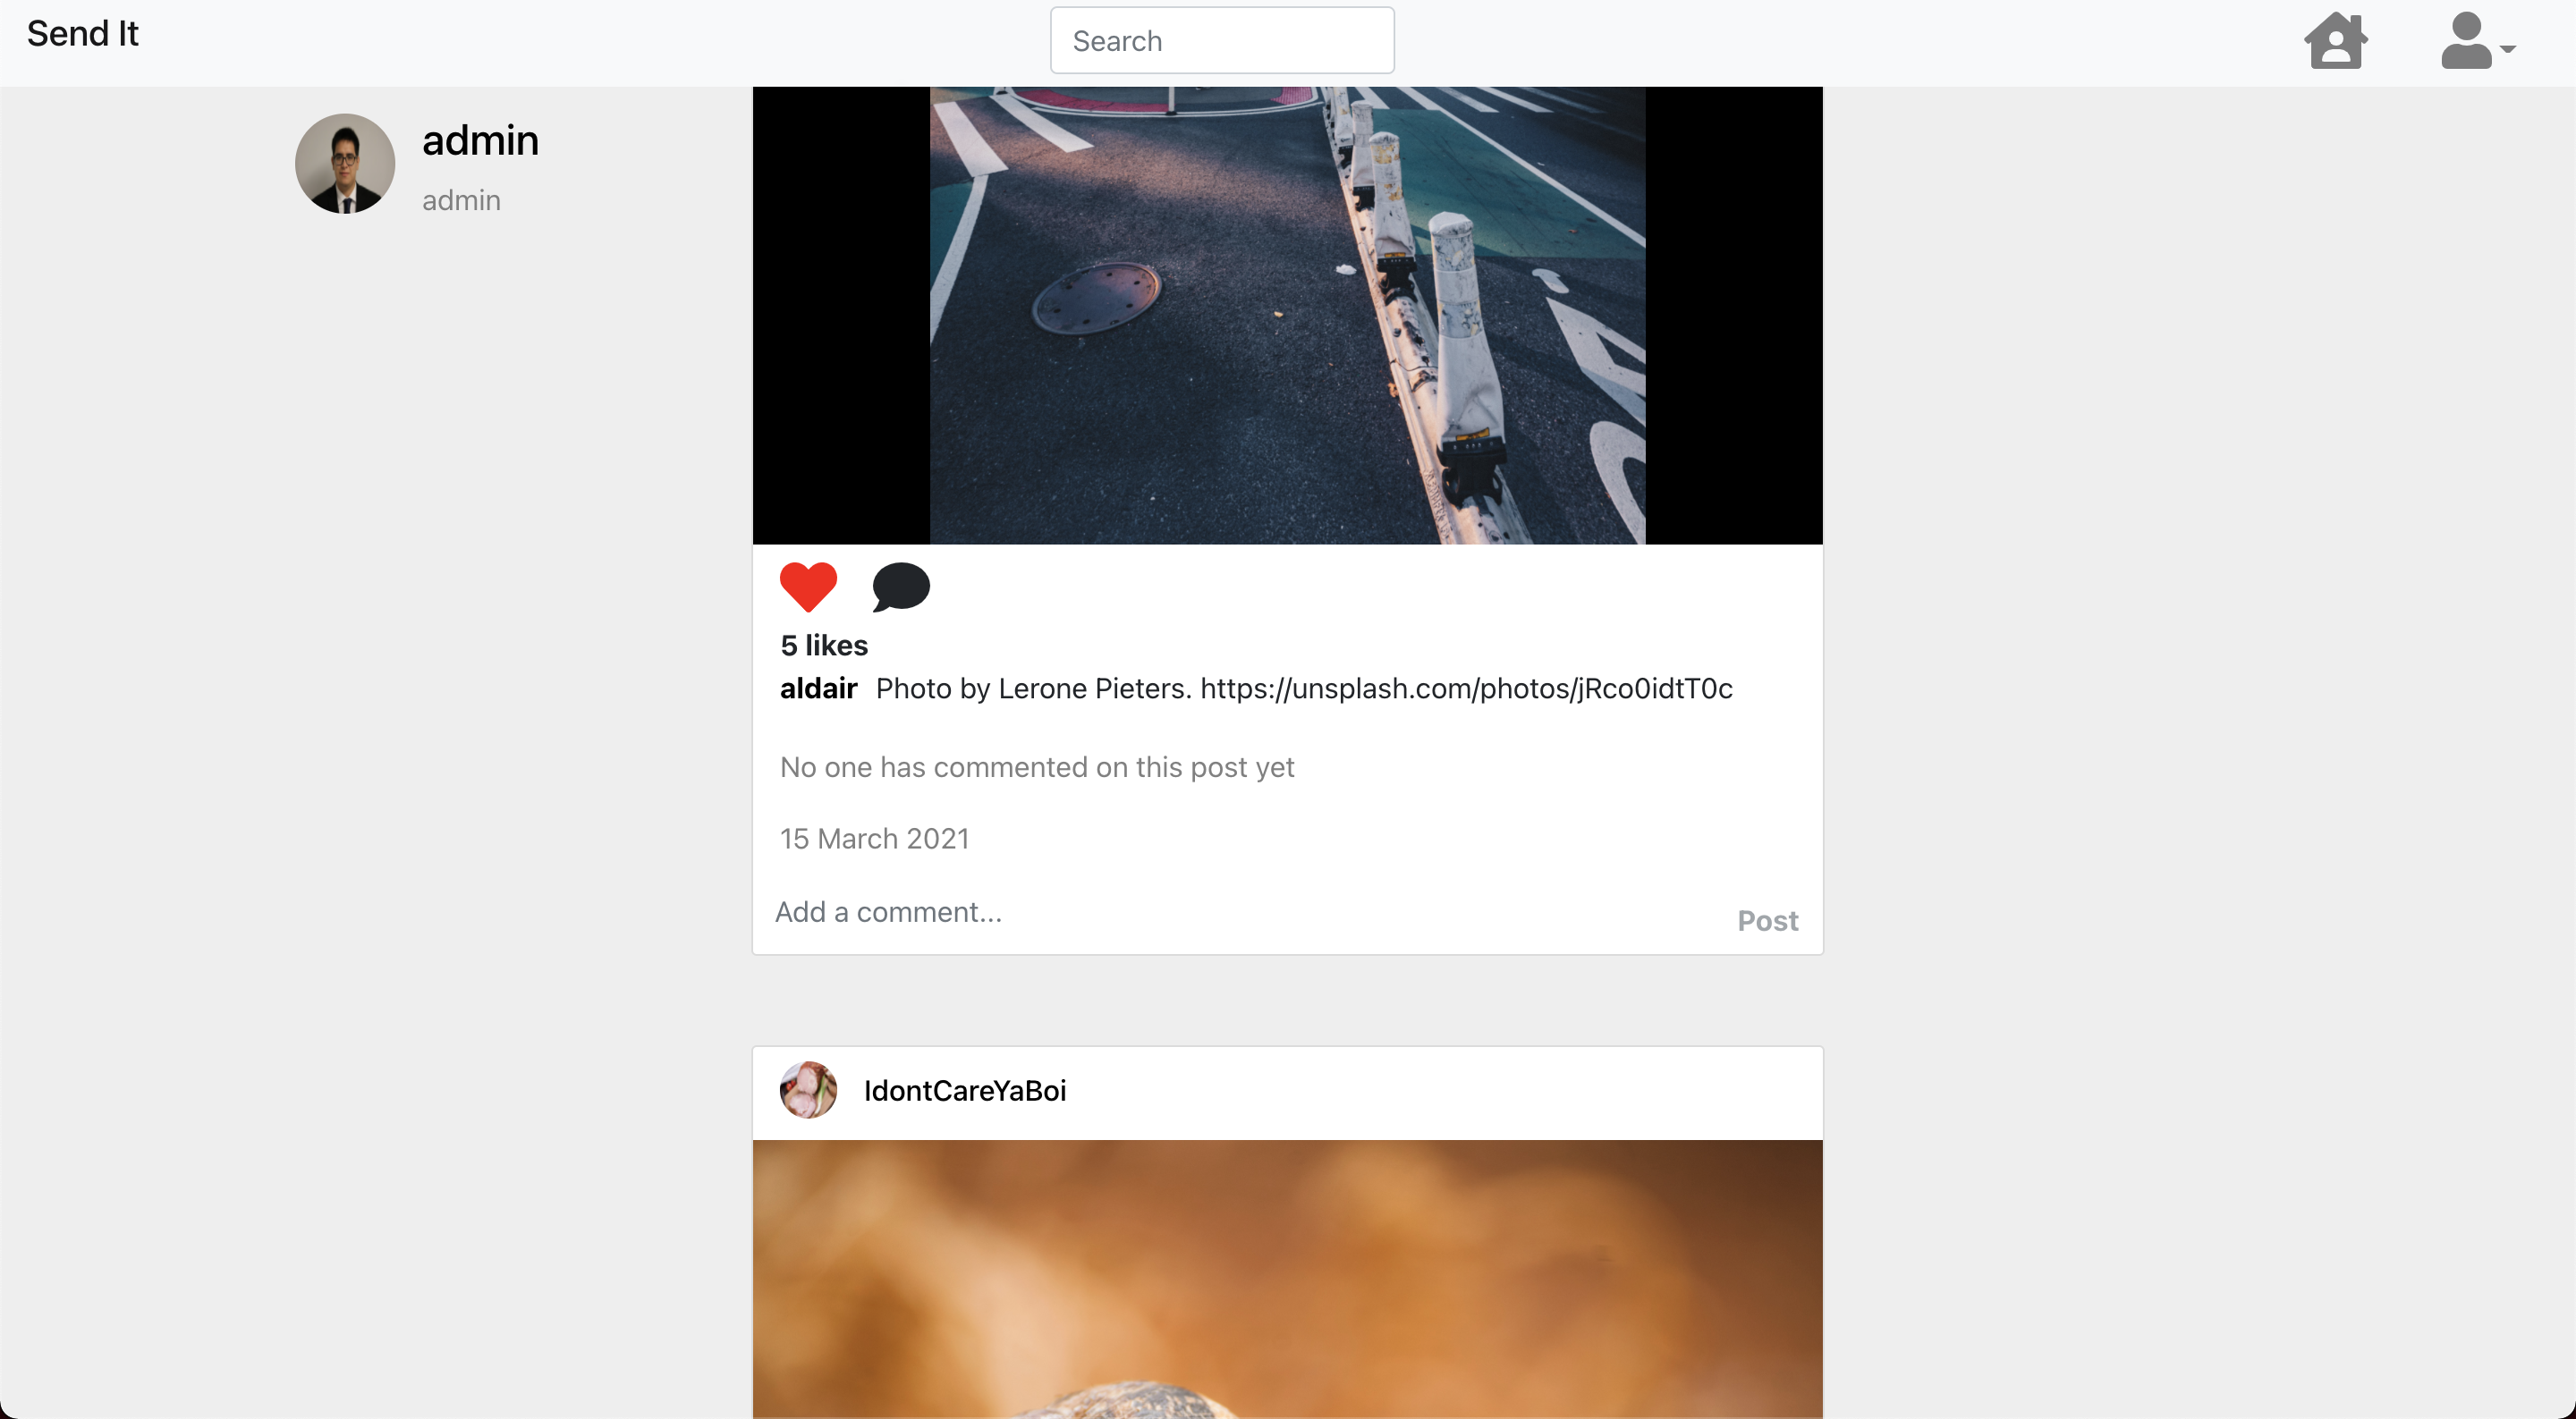 Send It
Search
admin
admin
5 likes
aldair Photo by Lerone Pieters. https://unsplash.com/photos/jRco0idtT0c
No one has commented on this post yet
15 March 2021
Add a comment...
Post
IdontCareYaBoi